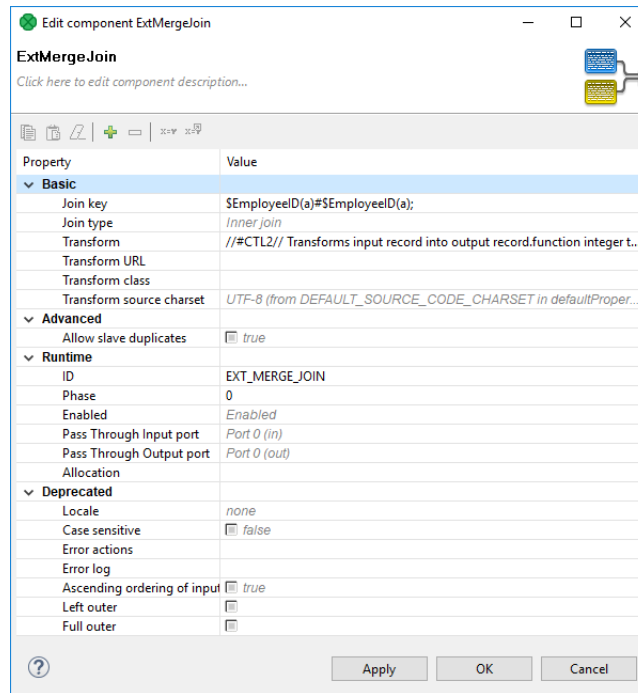 Edit component ExtMergeJoin
ExtMergeJoin
Click here to edit component description...
Property Value
Basic
Join key $EmployeeID(a)#$EmployeeID(a);
Join type Inner join
Transform //#CTL2// Transforms input record into output record.function integer t...
Transform URL
Transform class
Transform source charset UTF-8 (from DEFAULT_SOURCE_CODE_CHARSET in defaultProper...
Advanced
Allow slave duplicates true
Runtime
ID EXT_MERGE_JOIN
Phase 0
Enabled Enabled
Pass Through Input port Port 0 (in)
Pass Through Output port Port 0 (out)
Allocation
Deprecated
Locale none
Case sensitive false
Error actions
Error log
Ascending ordering of input true
Left outer
Full outer
? Apply OK Cancel